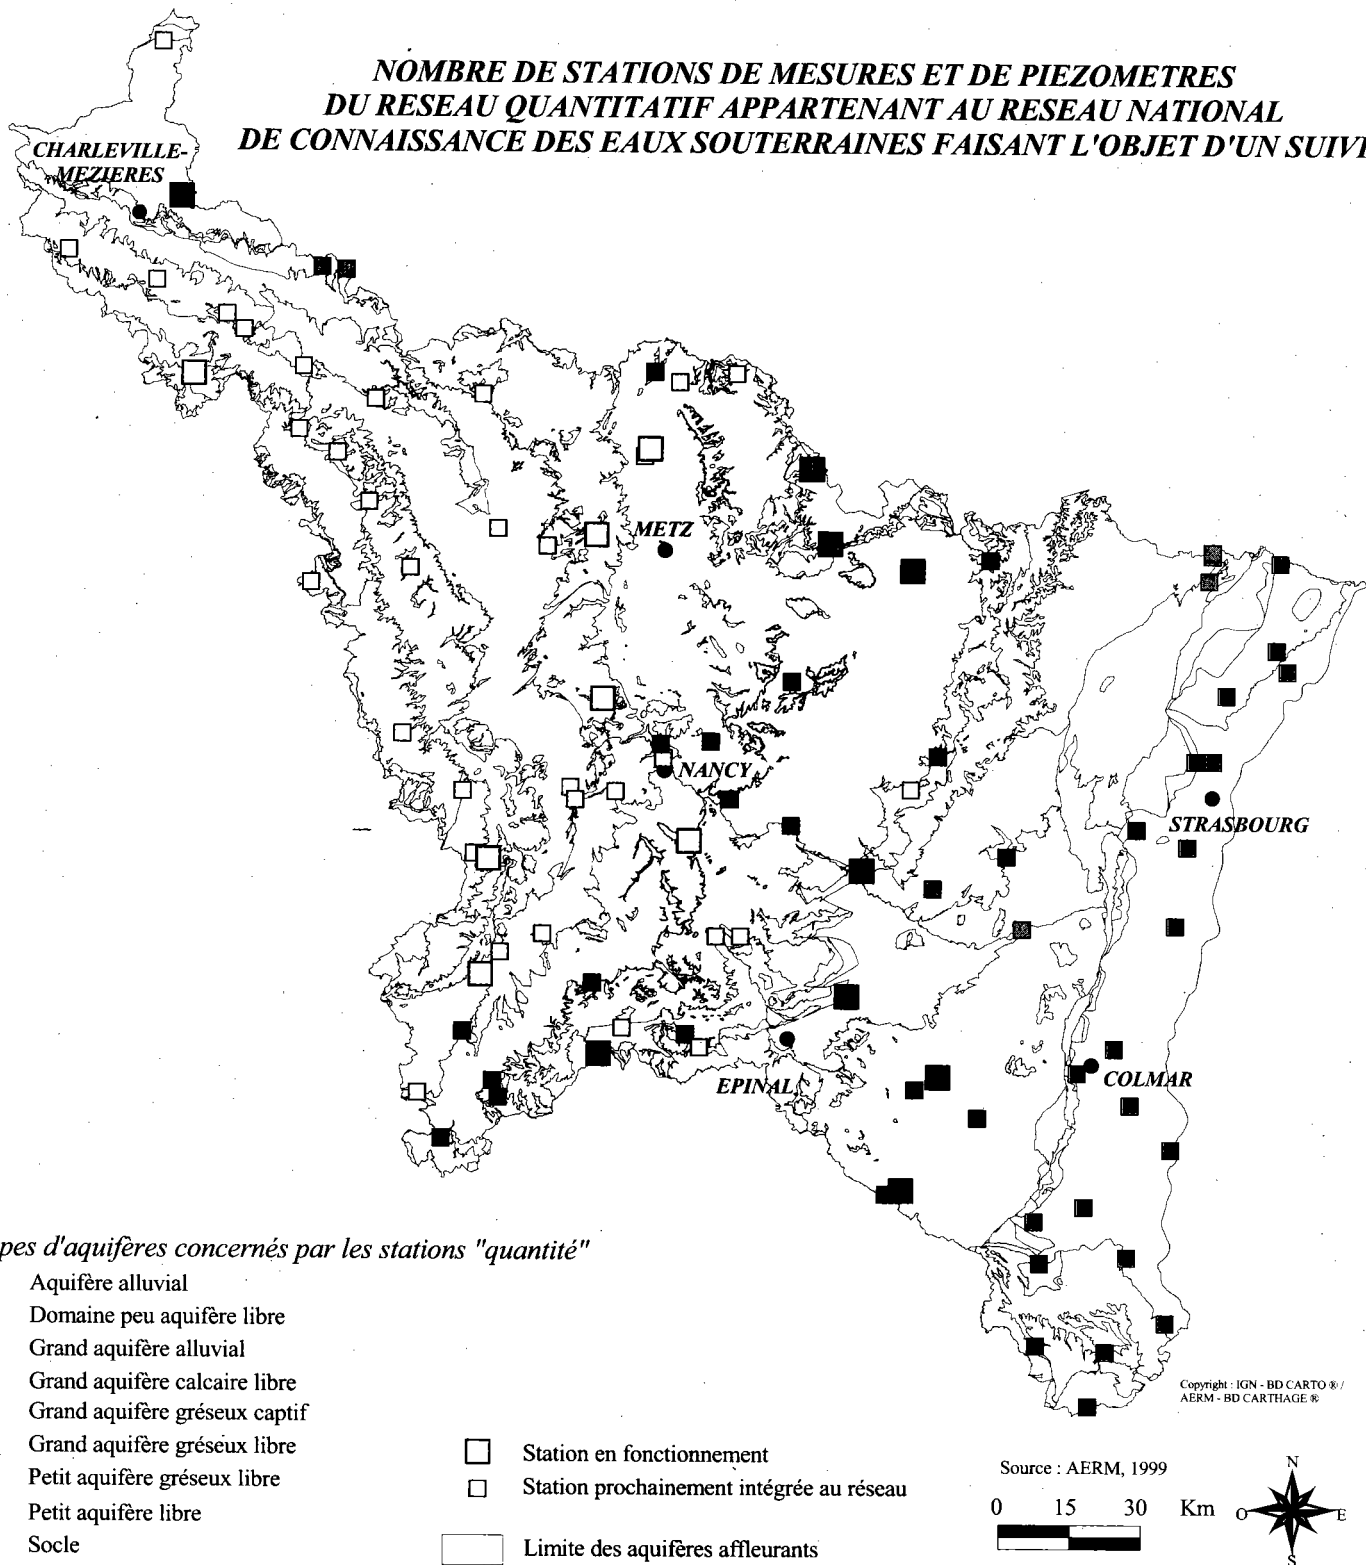 NOMBRE DE STATIONS DE MESURES ET DE PIEZOMETRES
DU RESEAU QUANTITATIF APPARTENANT AU RESEAU NATIONAL
DE CONNAISSANCE DES EAUX SOUTERRAINES FAISANT L'OBJET D'UN SUIVI
CHARLEVILLE-
MEZIERES
METZ
NANCY
STRASBOURG
EPINAL
COLMAR
pes d'aquifères concernés par les stations "quantité"
Aquifère alluvial
Domaine peu aquifère libre
Grand aquifère alluvial
Grand aquifère calcaire libre
Grand aquifère gréseux captif
Grand aquifère gréseux libre
Petit aquifère gréseux libre
Petit aquifère libre
Socle
Station en fonctionnement
Station prochainement intégrée au réseau
Limite des aquifères affleurants
Copyright : IGN - BD CARTO ® /
AERM - BD CARTHAGE ®
Source : AERM, 1999
0 15 30 Km
N
O E
S